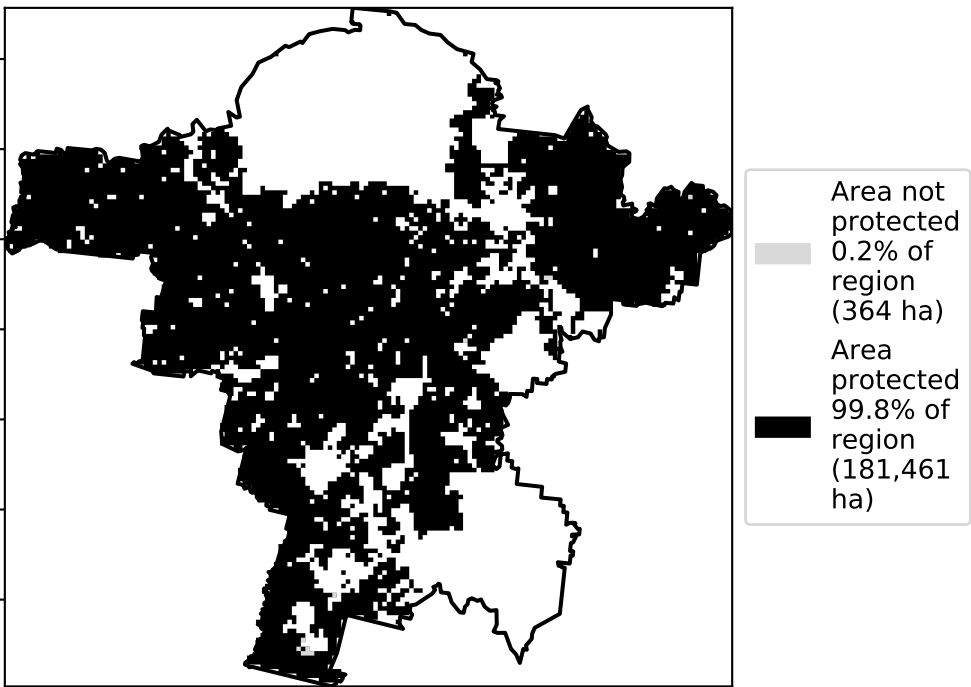 Area not
protected
0.2% of
region
(364 ha)
Area
protected
99.8% of
region
(181,461
ha)